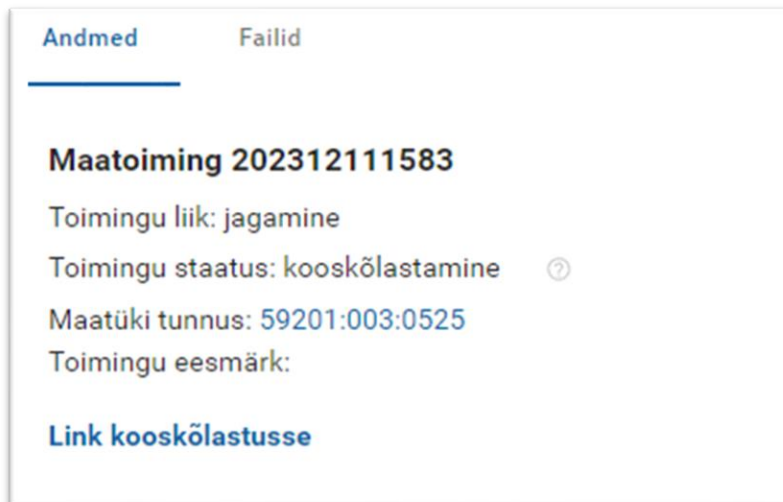 Andmed Failid
Maatoiming 202312111583
Toimingu liik: jagamine
Toimingu staatus: kooskõlastamine ?
Maatüki tunnus: 59201:003:0525
Toimingu eesmärk:
Link kooskõlastusse